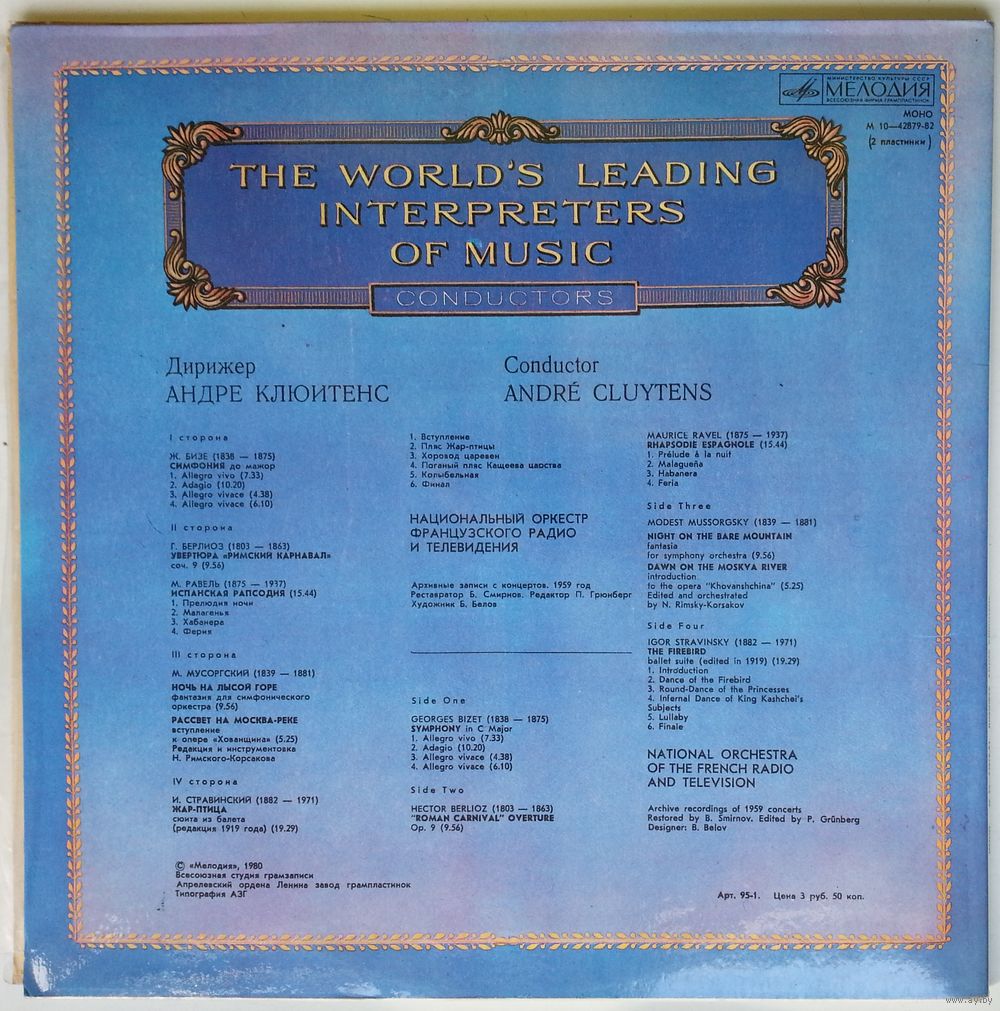 МИНИСТЕРСТВО КУЛЬТУРЫ СССР
МЕЛОДИЯ
ВСЕСОЮЗНАЯ ФИРМА ГРАМПЛАСТИНОК
МОНО
М 10—42879-82
(2 пластинки)
THE WORLD'S LEADING
INTERPRETERS
OF MUSIC
CONDUCTORS
Дирижер
АНДРЕ КЛЮИТЕНС
Conductor
ANDRÉ CLUYTENS
I сторона
Ж. БИЗЕ (1838 — 1875)
СИМФОНИЯ до мажор
1. Allegro vivo (7.33)
2. Adagio (10.20)
3. Allegro vivace (4.38)
4. Allegro vivace (6.10)
II сторона
Г. БЕРЛИОЗ (1803 — 1863)
УВЕРТЮРА «РИМСКИЙ КАРНАВАЛ»
соч. 9 (9.56)
М. РАВЕЛЬ (1875 — 1937)
ИСПАНСКАЯ РАПСОДИЯ (15.44)
1. Прелюдия ночи
2. Малагенья
3. Хабанера
4. Ферия
III сторона
М. МУСОРГСКИЙ (1839 — 1881)
НОЧЬ НА ЛЫСОЙ ГОРЕ
фантазия для симфонического
оркестра (9.56)
РАССВЕТ НА МОСКВА-РЕКЕ
вступление
к опере «Хованщина» (5.25)
Редакция и инструментовка
Н. Римского-Корсакова
IV сторона
И. СТРАВИНСКИЙ (1882 — 1971)
ЖАР-ПТИЦА
сюита из балета
(редакция 1919 года) (19.29)
1. Вступление
2. Пляс Жар-птицы
3. Хоровод царевен
4. Поганый пляс Кащеева царства
5. Колыбельная
6. Финал
НАЦИОНАЛЬНЫЙ ОРКЕСТР
ФРАНЦУЗСКОГО РАДИО
И ТЕЛЕВИДЕНИЯ
Архивные записи с концертов. 1959 год
Реставратор Б. Смирнов. Редактор П. Грюнберг
Художник Б. Белов
Side One
GEORGES BIZET (1838 — 1875)
SYMPHONY in C Major
1. Allegro vivo (7.33)
2. Adagio (10.20)
3. Allegro vivace (4.38)
4. Allegro vivace (6.10)
Side Two
HECTOR BERLIOZ (1803 — 1863)
"ROMAN CARNIVAL" OVERTURE
Op. 9 (9.56)
MAURICE RAVEL (1875 — 1937)
RHAPSODIE ESPAGNOLE (15.44)
1. Prélude à la nuit
2. Malagueña
3. Habanera
4. Feria
Side Three
MODEST MUSSORGSKY (1839 — 1881)
NIGHT ON THE BARE MOUNTAIN
fantasia
for symphony orchestra (9.56)
DAWN ON THE MOSKVA RIVER
introduction
to the opera "Khovanshchina" (5.25)
Edited and orchestrated
by N. Rimsky-Korsakov
Side Four
IGOR STRAVINSKY (1882 — 1971)
THE FIREBIRD
ballet suite (edited in 1919) (19.29)
1. Introduction
2. Dance of the Firebird
3. Round-Dance of the Princesses
4. Infernal Dance of King Kashchei's
Subjects
5. Lullaby
6. Finale
NATIONAL ORCHESTRA
OF THE FRENCH RADIO
AND TELEVISION
Archive recordings of 1959 concerts
Restored by B. Smirnov. Edited by P. Grünberg
Designer: B. Belov
© «Мелодия», 1980
Всесоюзная студия грамзаписи
Апрелевский ордена Ленина завод грампластинок
Типография АЗГ
Арт. 95-1. Цена 3 руб. 50 коп.
www.ay.by